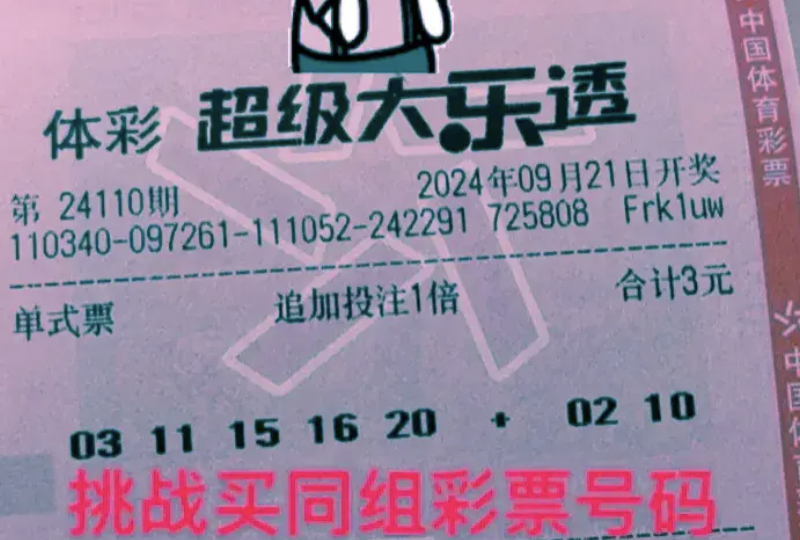 体彩 超级大乐透
第 24110期 2024年09月21日开奖
110340-097261-111052-242291 725808 Frk1uw
单式票 追加投注1倍 合计3元
03 11 15 16 20 + 02 10
挑战买同组彩票号码
中国体育彩票
中国体